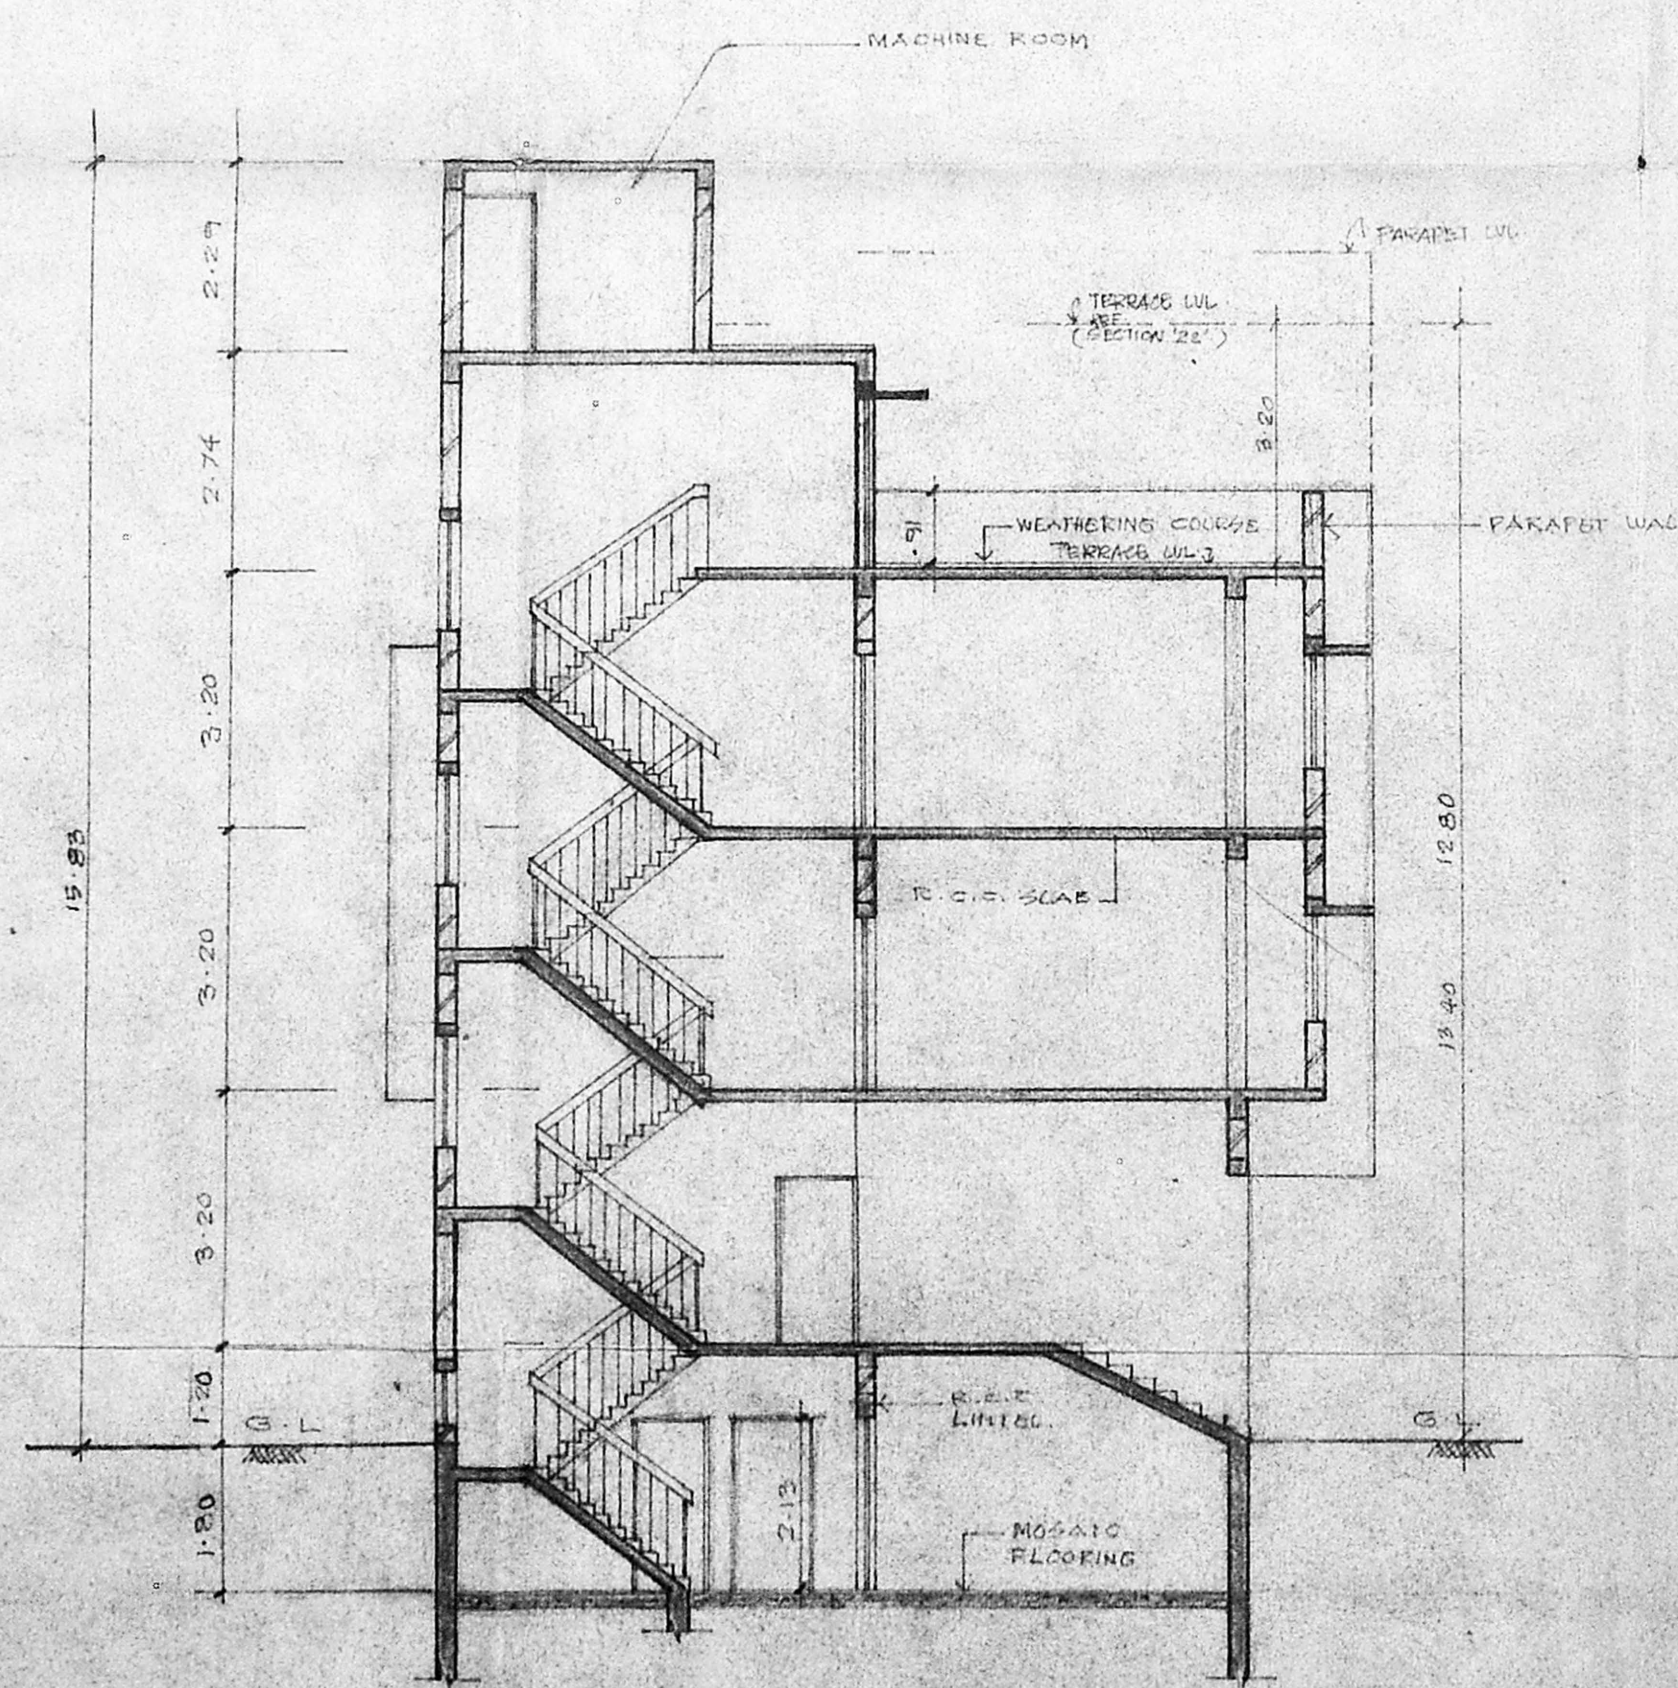 MACHINE ROOM
PARAPET LVL
TERRACE LVL
SEE
(SECTION '22')
2.29
2.74
3.20
.91
WEATHERING COURSE
TERRACE LVL
PARAPET WAL
3.20
15.83
12.80
R.C.C. SLAB
3.20
13.40
3.20
1.20
G.L
R.C.C
LINTEL.
G.L.
1.80
2.13
MOSAIC
FLOORING